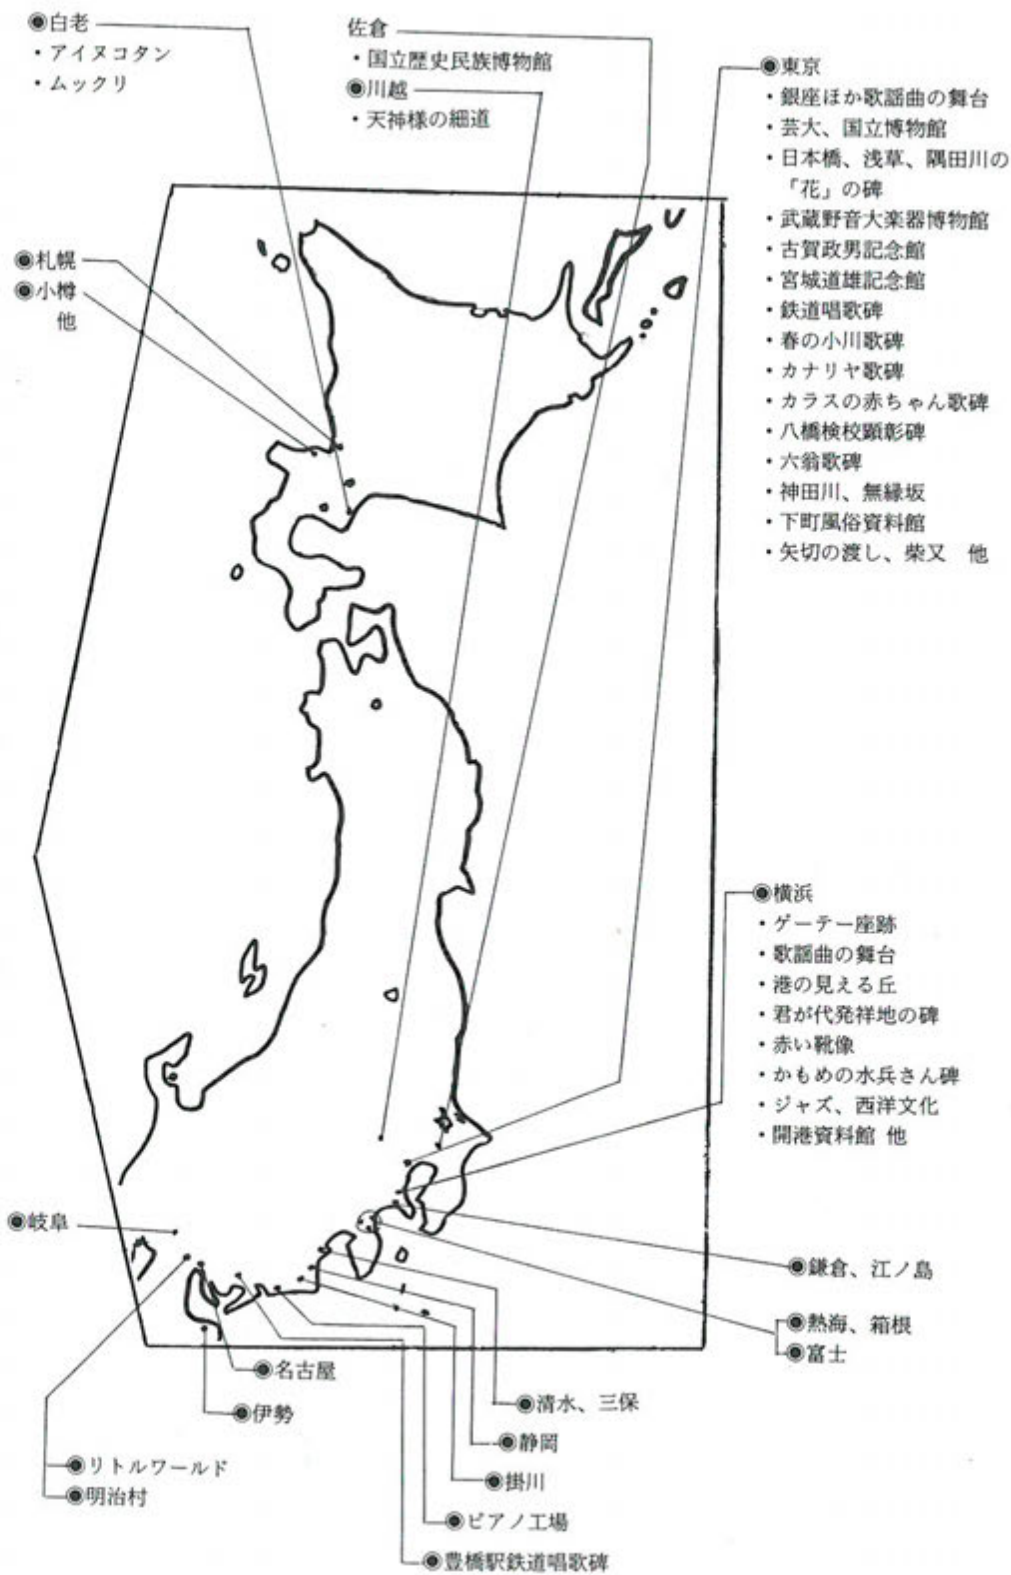 ◉白老
・アイヌコタン
・ムックリ
佐倉
・国立歴史民族博物館
◉川越
・天神様の細道
◉東京
・銀座ほか歌謡曲の舞台
・芸大、国立博物館
・日本橋、浅草、隅田川の
「花」の碑
・武蔵野音大楽器博物館
・古賀政男記念館
・宮城道雄記念館
・鉄道唱歌碑
・春の小川歌碑
・カナリヤ歌碑
・カラスの赤ちゃん歌碑
・八橋検校顕彰碑
・六翁歌碑
・神田川、無縁坂
・下町風俗資料館
・矢切の渡し、柴又 他
◉札幌
◉小樽
他
◉横浜
・ゲーテー座跡
・歌謡曲の舞台
・港の見える丘
・君が代発祥地の碑
・赤い靴像
・かもめの水兵さん碑
・ジャズ、西洋文化
・開港資料館 他
◉岐阜
◉鎌倉、江ノ島
◉熱海、箱根
◉富士
◉名古屋
◉伊勢
◉清水、三保
◉静岡
◉リトルワールド
◉明治村
◉掛川
◉ピアノ工場
◉豊橋駅鉄道唱歌碑